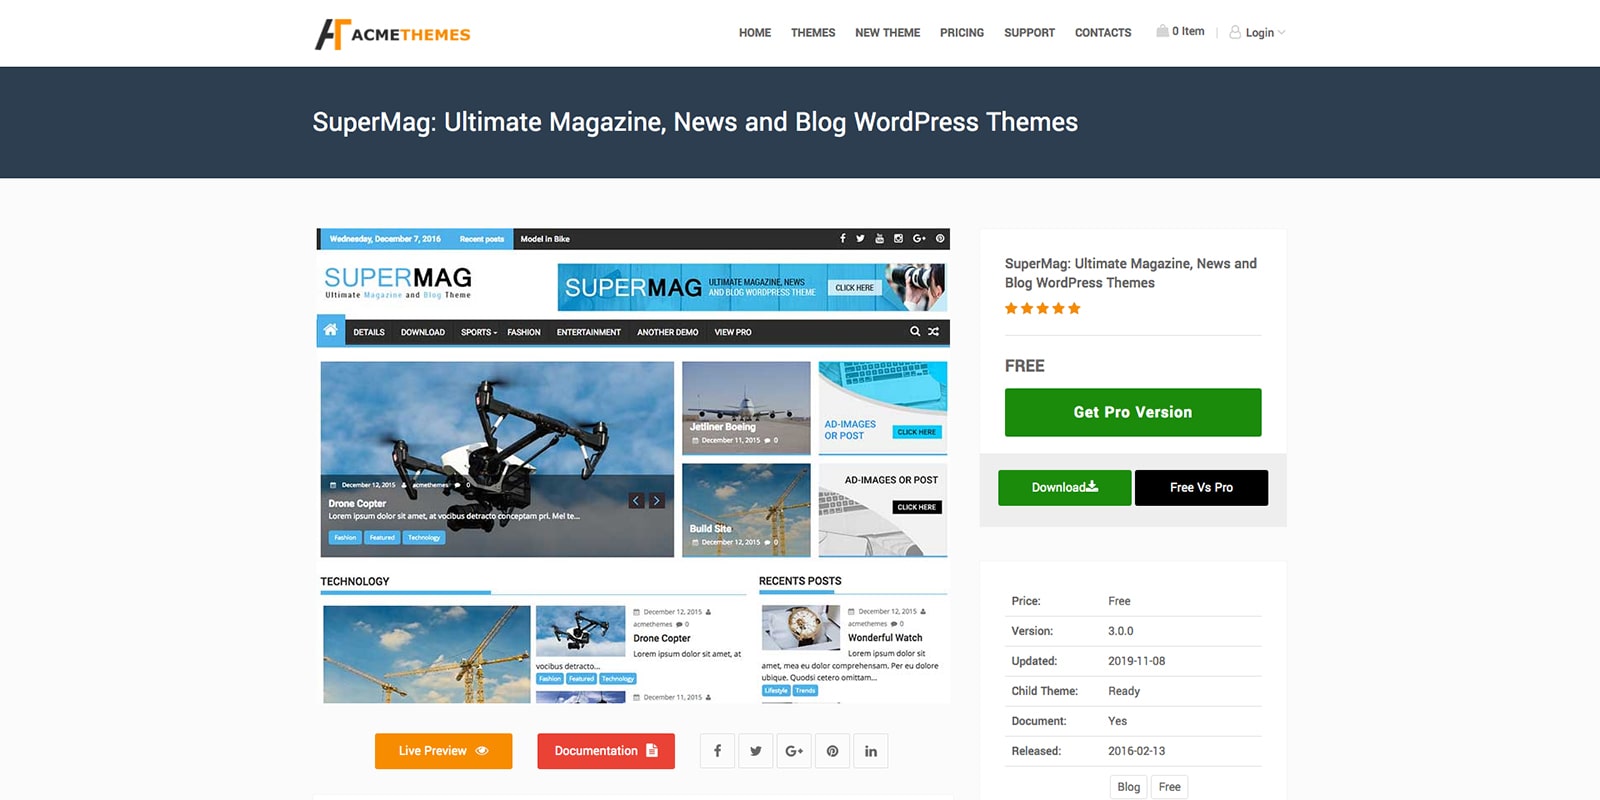 ACMETHEMES
HOME THEMES NEW THEME PRICING SUPPORT CONTACTS 0 Item | Login
SuperMag: Ultimate Magazine, News and Blog WordPress Themes
Wednesday, December 7, 2016 Recent posts Model in Bike
SUPERMAG
Ultimate Magazine and Blog Theme
SUPERMAG ULTIMATE MAGAZINE, NEWS
AND BLOG WORDPRESS THEME
CLICK HERE
DETAILS DOWNLOAD SPORTS FASHION ENTERTAINMENT ANOTHER DEMO VIEW PRO
December 12, 2015 acmethemes 0
Drone Copter
Lorem ipsum dolor sit amet, at vocibus detracto conceptam pri. Mel te...
Fashion Featured Technology
Jetliner Boeing
December 11, 2015 0
AD-IMAGES
OR POST
CLICK HERE
Build Site
December 12, 2015 0
AD-IMAGES OR POST
CLICK HERE
TECHNOLOGY
December 12, 2015
acmethemes 0
Drone Copter
Lorem ipsum dolor sit amet, at
vocibus detracto...
Fashion Featured Technology
December 11, 2015
RECENTS POSTS
December 12, 2015
acmethemes 0
Wonderful Watch
Lorem ipsum dolor sit
amet, mea eu dolor comprehensam. Per eu dolore
ubique. Quodsi cetero omittam...
Lifestyle Trends
Live Preview
Documentation
SuperMag: Ultimate Magazine, News and
Blog WordPress Themes
FREE
Get Pro Version
Download
Free Vs Pro
Price: Free
Version: 3.0.0
Updated: 2019-11-08
Child Theme: Ready
Document: Yes
Released: 2016-02-13
Blog Free